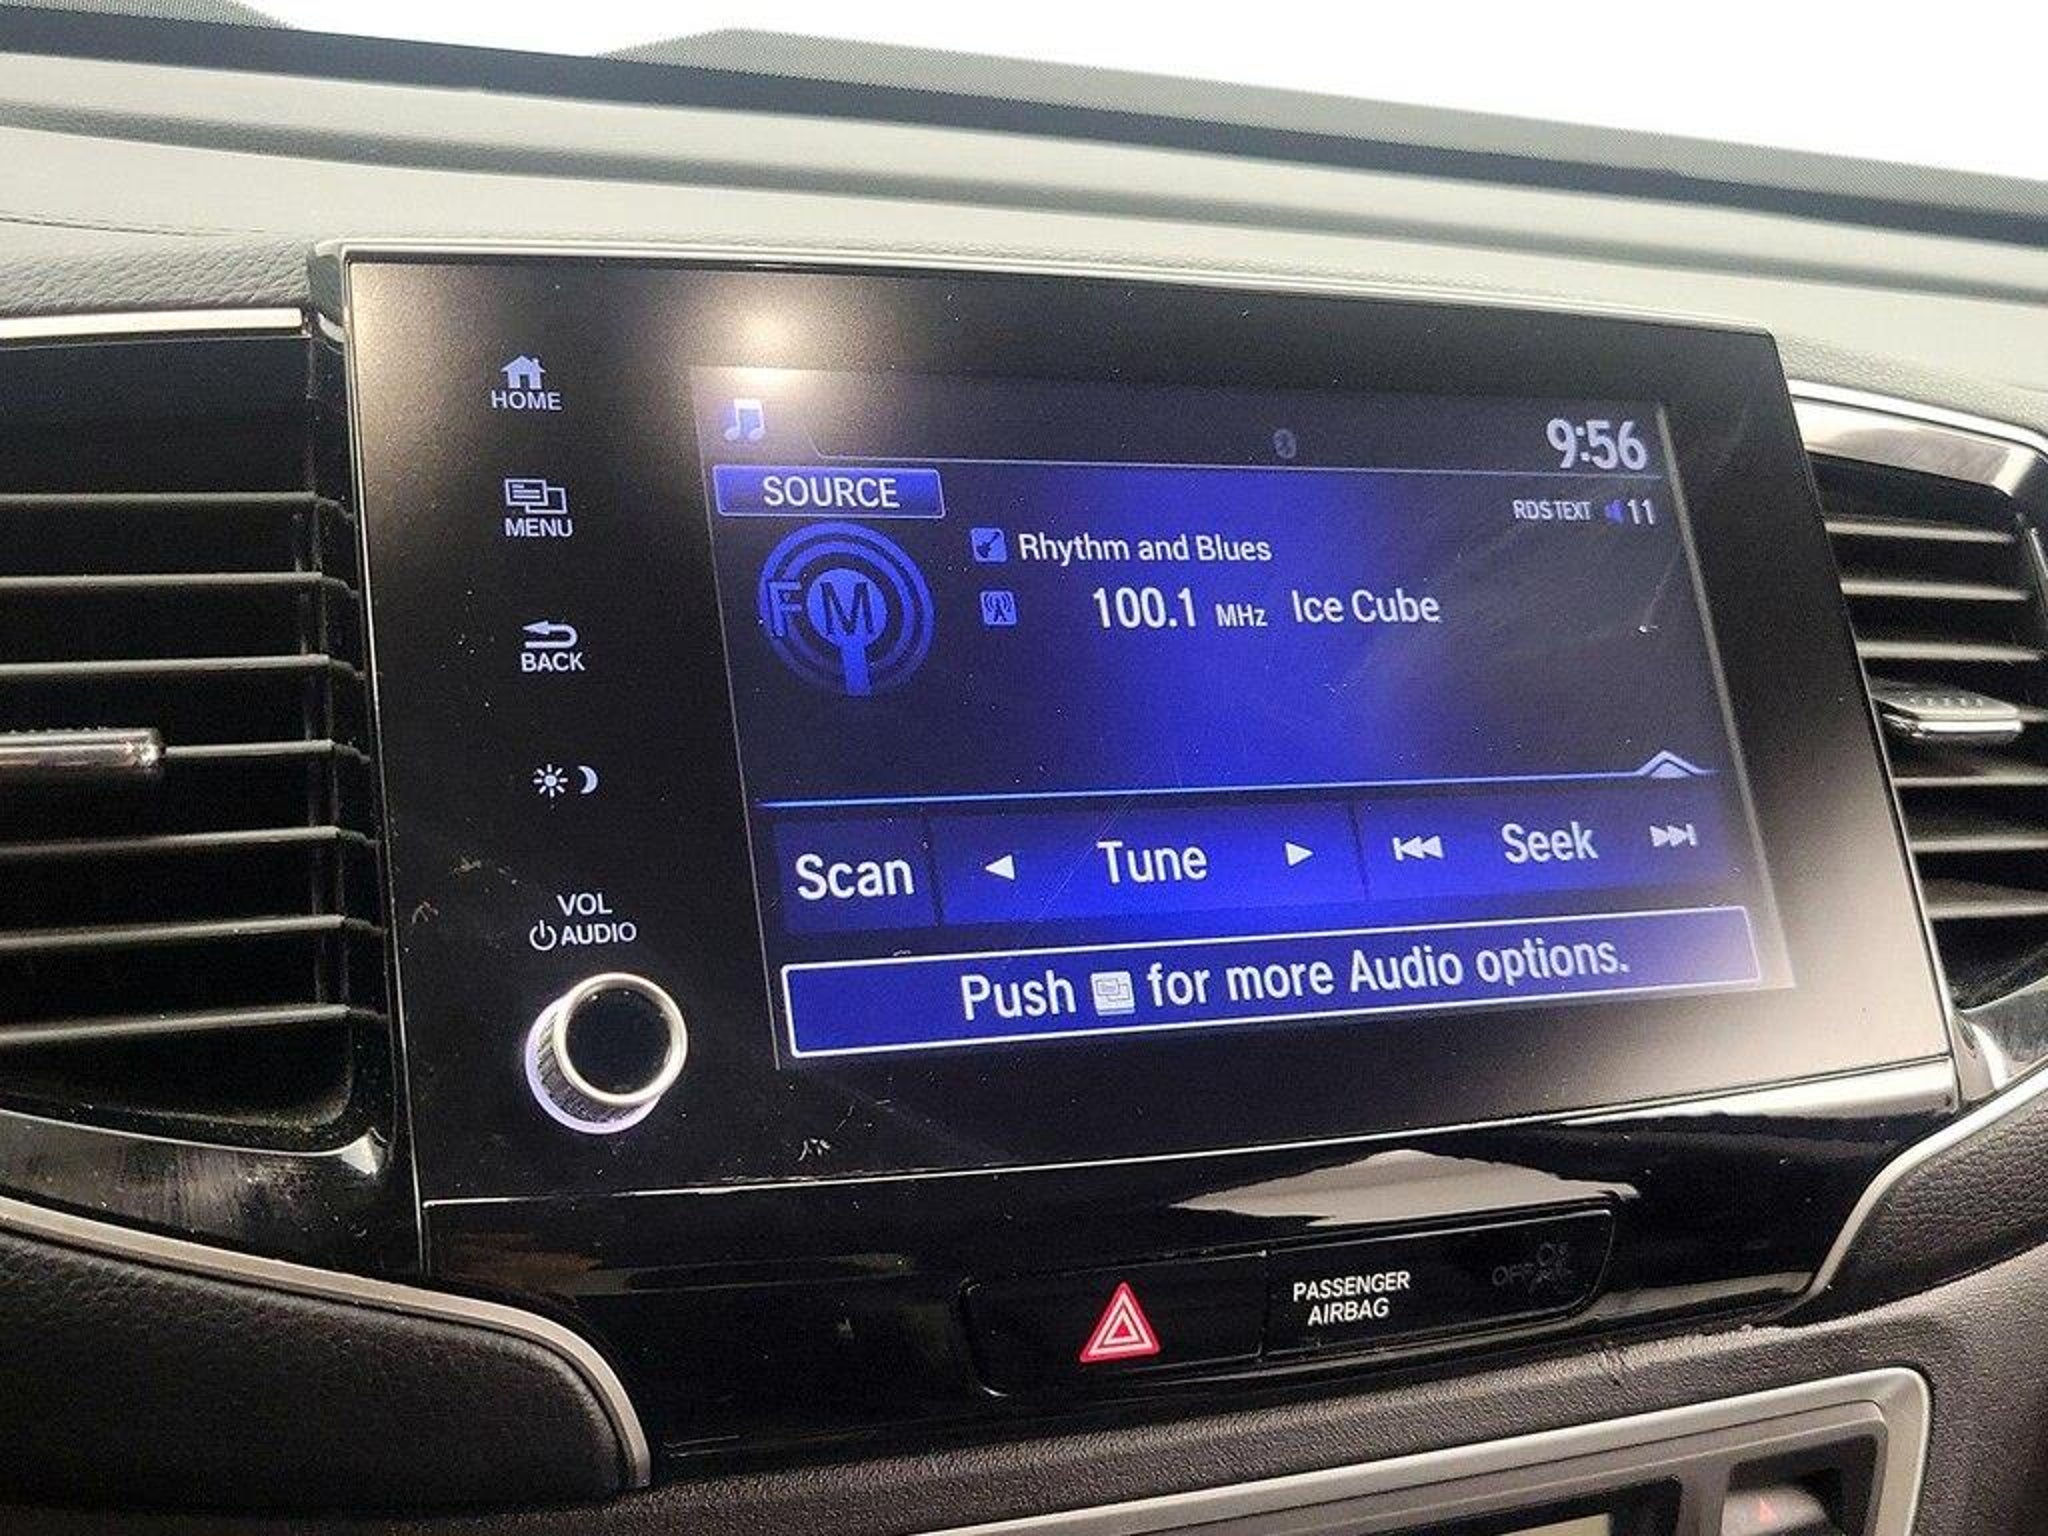 HOME
MENU
BACK
VOL
AUDIO
9:56
SOURCE
RDS TEXT 11
FM
Rhythm and Blues
100.1 MHz Ice Cube
Scan Tune Seek
Push for more Audio options.
PASSENGER
AIRBAG
OFF